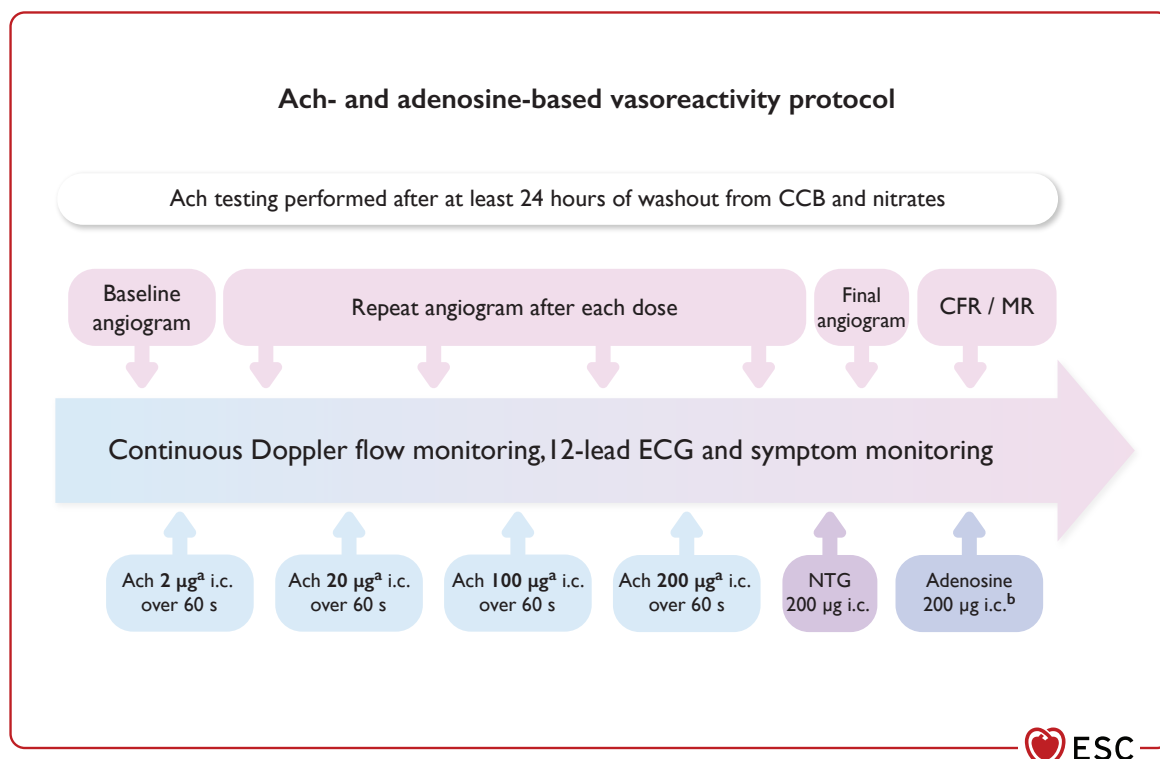 Ach- and adenosine-based vasoreactivity protocol
Ach testing performed after at least 24 hours of washout from CCB and nitrates
Baseline
angiogram
Repeat angiogram after each dose
Final
angiogram
CFR / MR
Continuous Doppler flow monitoring,12-lead ECG and symptom monitoring
Ach 2 µgᵃ i.c.
over 60 s
Ach 20 µgᵃ i.c.
over 60 s
Ach 100 µgᵃ i.c.
over 60 s
Ach 200 µgᵃ i.c.
over 60 s
NTG
200 µg i.c.
Adenosine
200 µg i.c.ᵇ
ESC